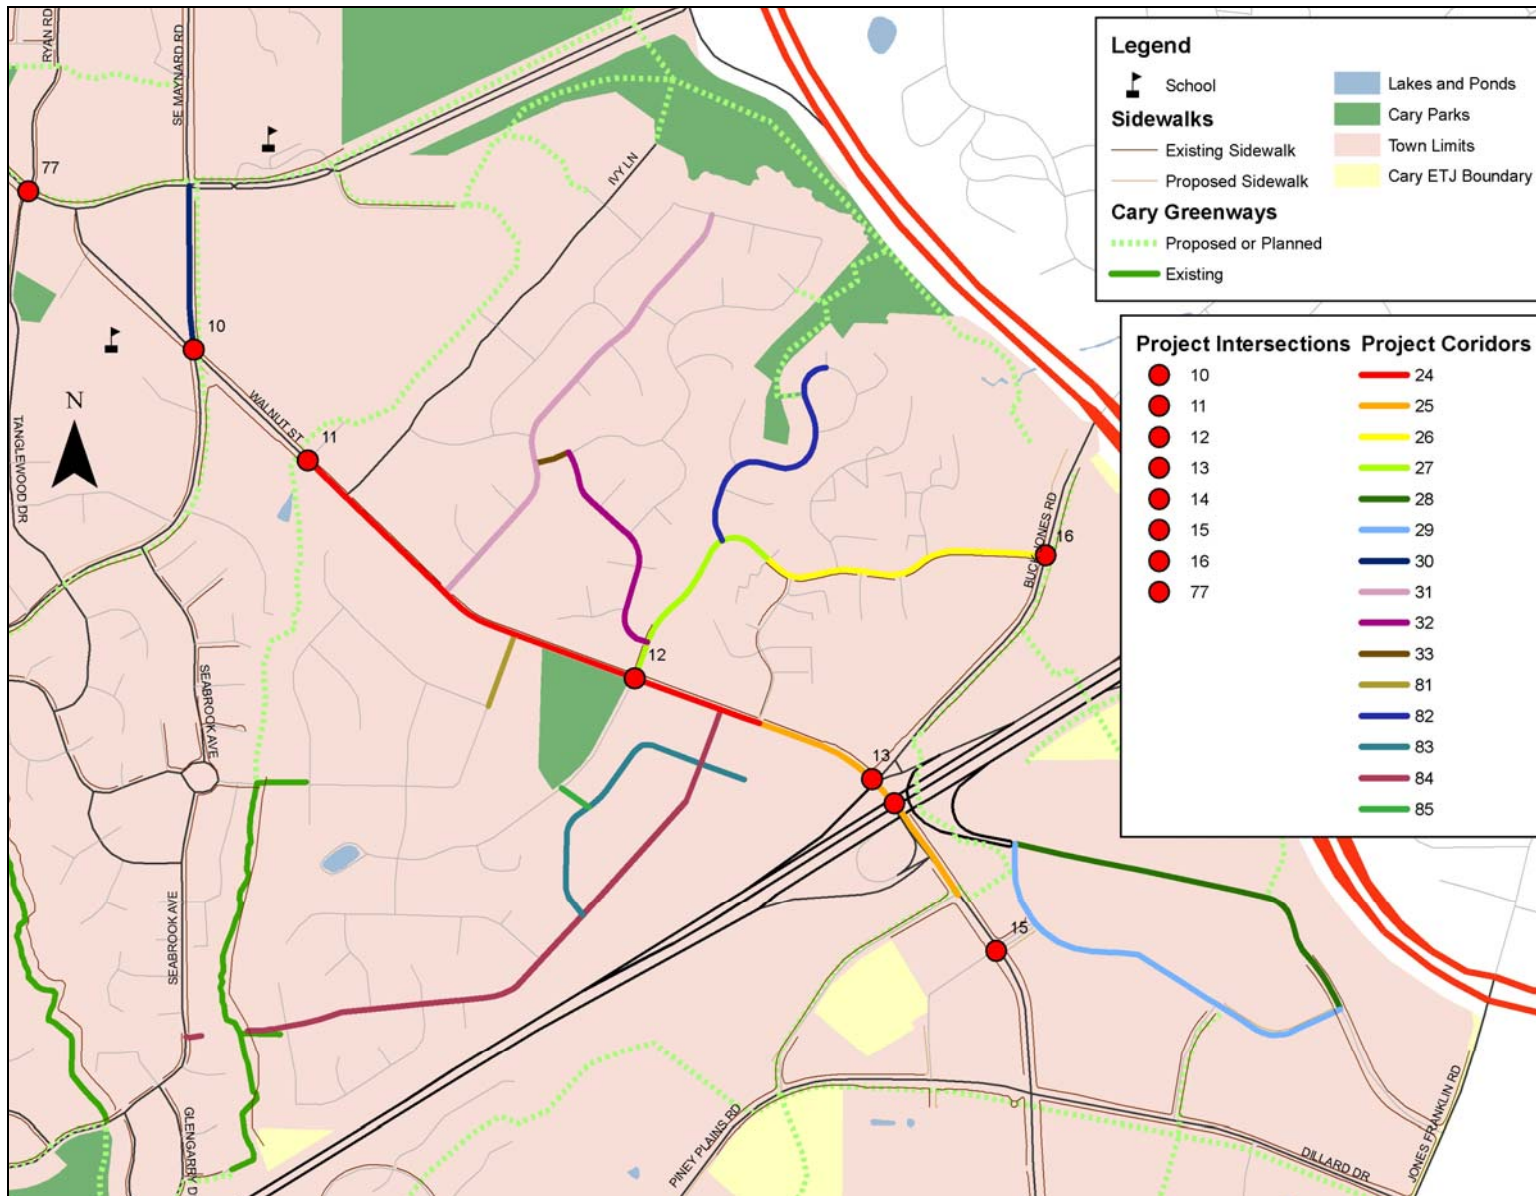 RYAN RD
SE MAYNARD RD
77
IVY LN
10
WALNUT ST
11
N
TANGLEWOOD DR
12
BUCK JONES RD
16
SEABROOK AVE
13
15
SEABROOK AVE
GLENGARRY D
PINEY PLAINS RD
DILLARD DR
JONES FRANKLIN RD
Legend
School
Sidewalks
Existing Sidewalk
Proposed Sidewalk
Cary Greenways
Proposed or Planned
Existing
Lakes and Ponds
Cary Parks
Town Limits
Cary ETJ Boundary
Project Intersections
10
11
12
13
14
15
16
77
Project Coridors
24
25
26
27
28
29
30
31
32
33
81
82
83
84
85